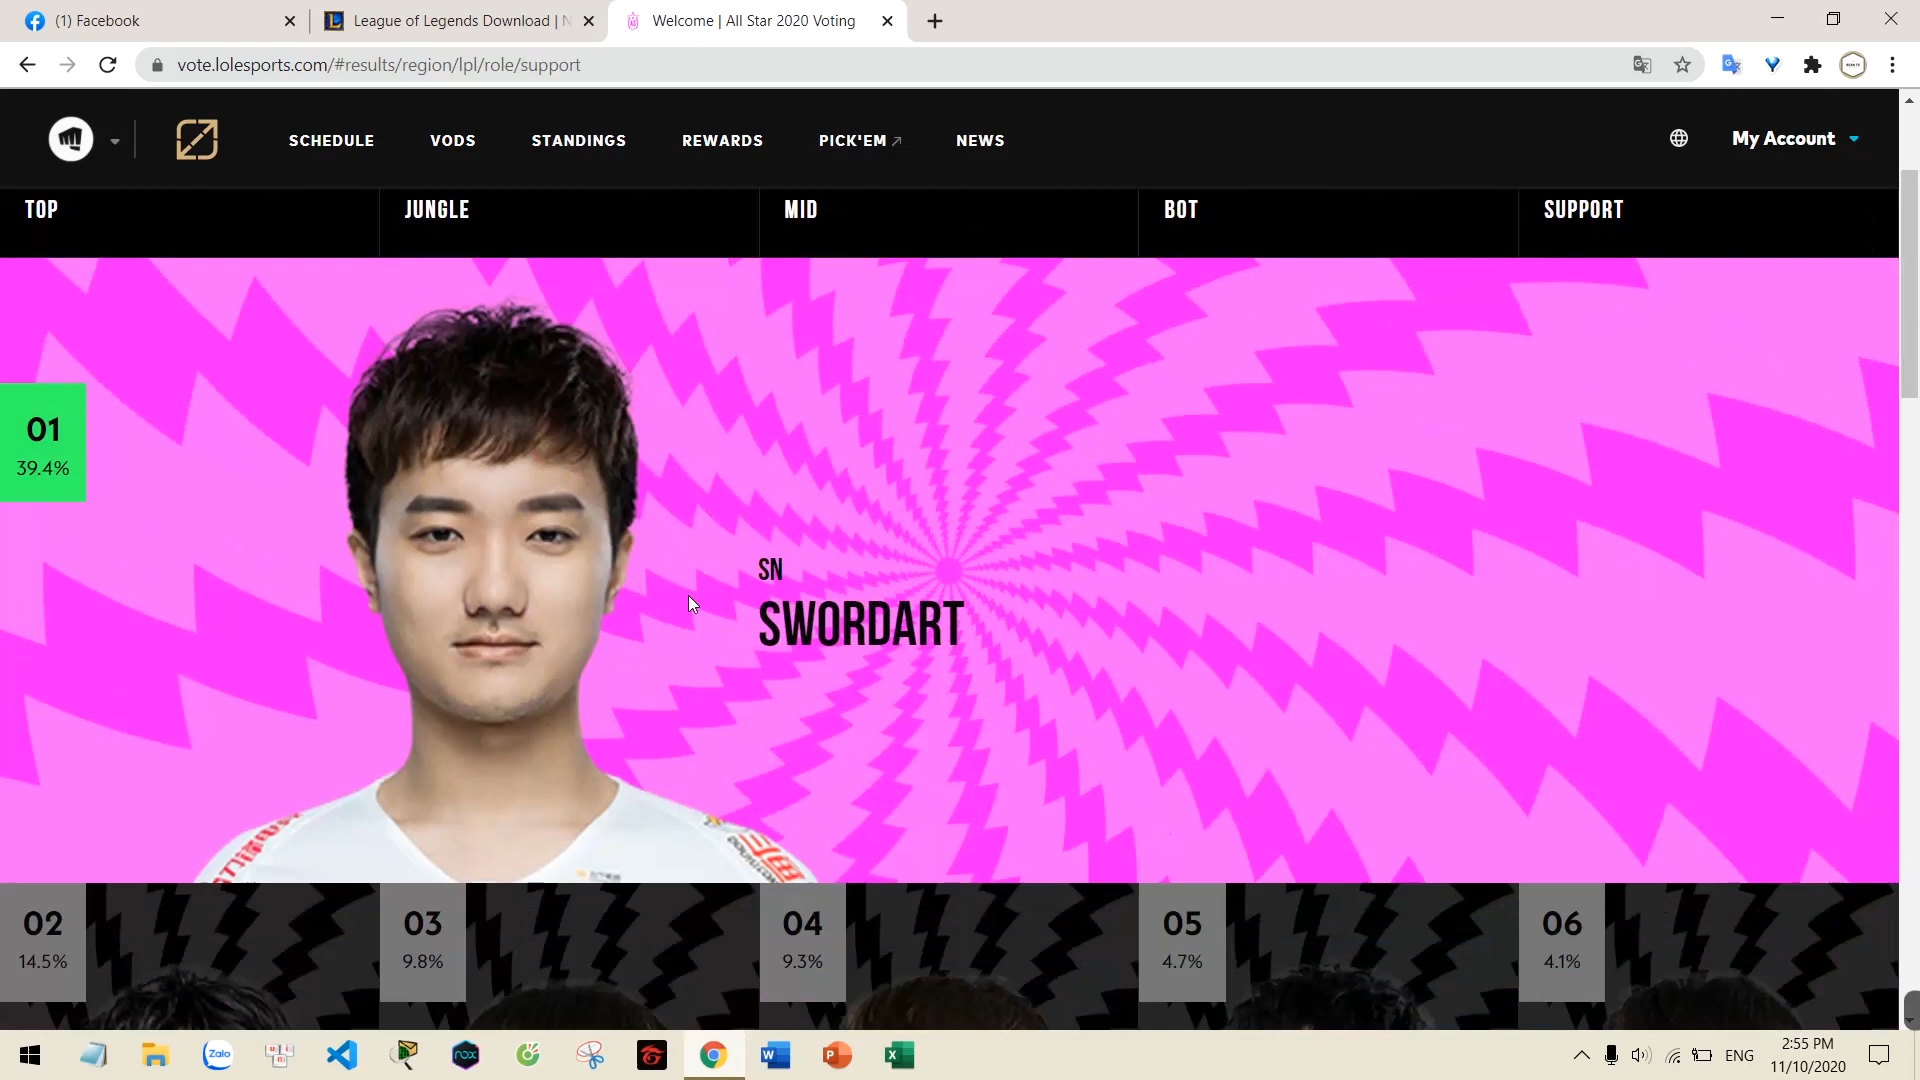 (1) Facebook
League of Legends Download | N
Welcome | All Star 2020 Voting
vote.lolesports.com/#results/region/lpl/role/support
SCHEDULE
VODS
STANDINGS
REWARDS
PICK'EM
NEWS
My Account
TOP
JUNGLE
MID
BOT
SUPPORT
01
39.4%
SN
SWORDART
02
14.5%
03
9.8%
04
9.3%
05
4.7%
06
4.1%
Zalo
nox
ENG
2:55 PM
11/10/2020